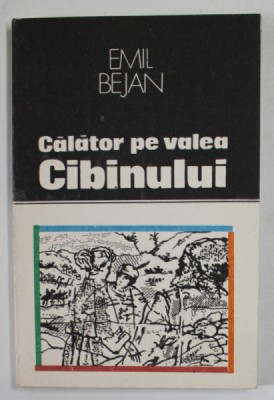 EMIL
BEJAN
Călător pe valea
Cibinului